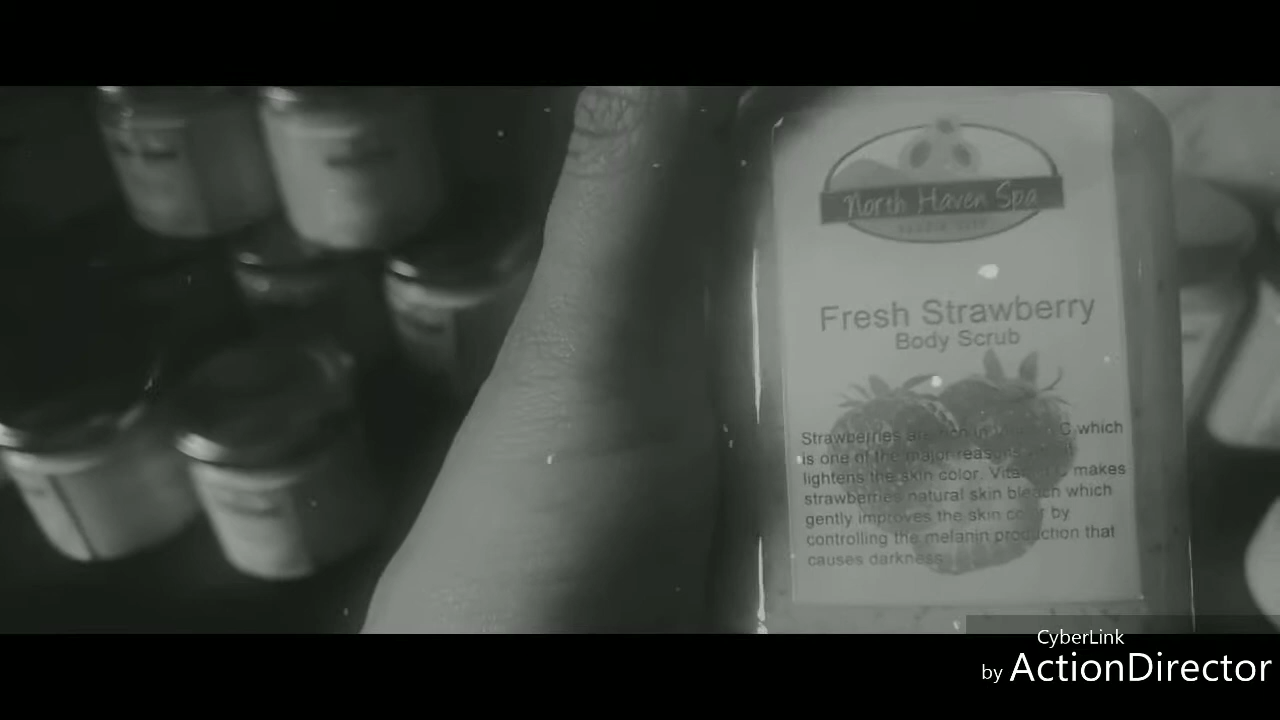 North Haven Spa
Fresh Strawberry
Body Scrub
Strawberries are rich in Vitamin C which
is one of the major reasons
lightens the skin color. Vitamin C makes
strawberries natural skin bleach which
gently improves the skin color by
controlling the melanin production that
causes darkness
CyberLink
by ActionDirector